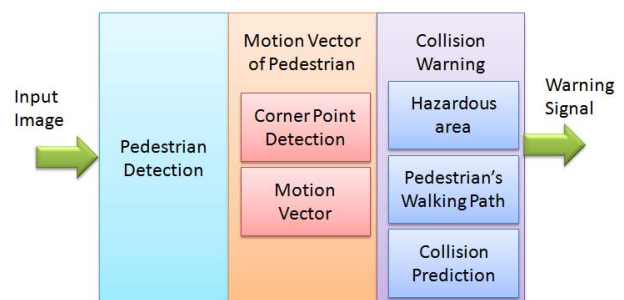 Input
Image
Pedestrian
Detection
Motion Vector
of Pedestrian
Corner Point
Detection
Motion
Vector
Collision
Warning
Hazardous
area
Pedestrian's
Walking Path
Collision
Prediction
Warning
Signal